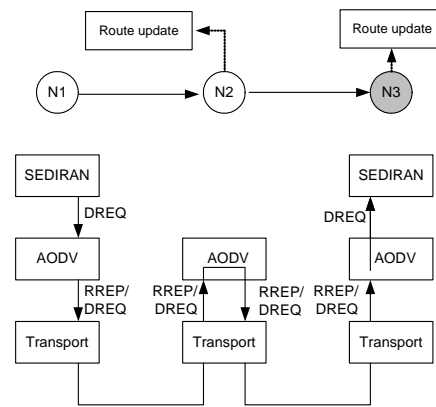 Route update
Route update
N1
N2
N3
SEDIRAN
SEDIRAN
DREQ
DREQ
AODV
AODV
AODV
RREP/
DREQ
RREP/
DREQ
RREP/
DREQ
RREP/
DREQ
Transport
Transport
Transport